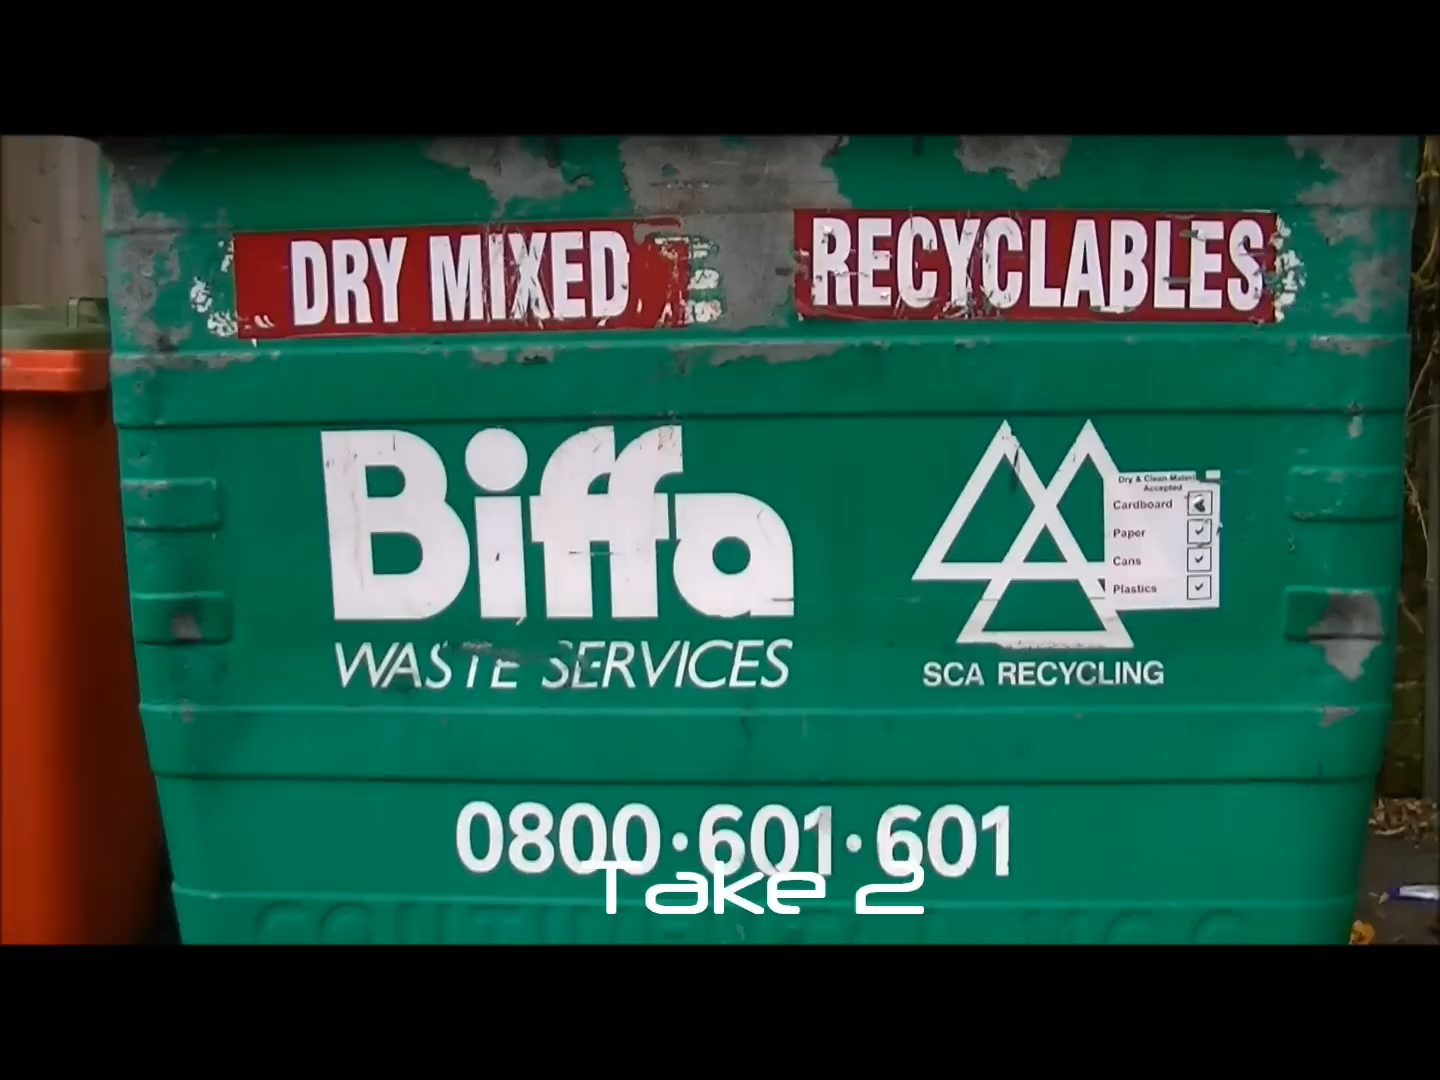 DRY MIXED RECYCLABLES
Biffa
WASTE SERVICES
Dry & Clean
Accepted
Cardboard
Paper
Cans
Plastics
SCA RECYCLING
0800·601·601
Take 2